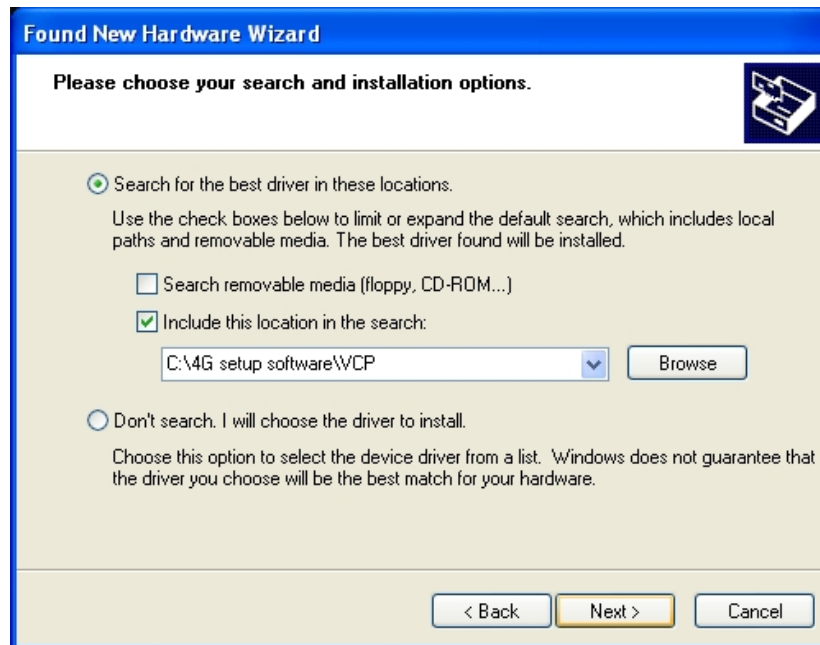 Found New Hardware Wizard
Please choose your search and installation options.
Search for the best driver in these locations.
Use the check boxes below to limit or expand the default search, which includes local
paths and removable media. The best driver found will be installed.
Search removable media (floppy, CD-ROM...)
Include this location in the search:
C:\4G setup software\VCP
Browse
Don't search. I will choose the driver to install.
Choose this option to select the device driver from a list. Windows does not guarantee that
the driver you choose will be the best match for your hardware.
< Back
Next >
Cancel